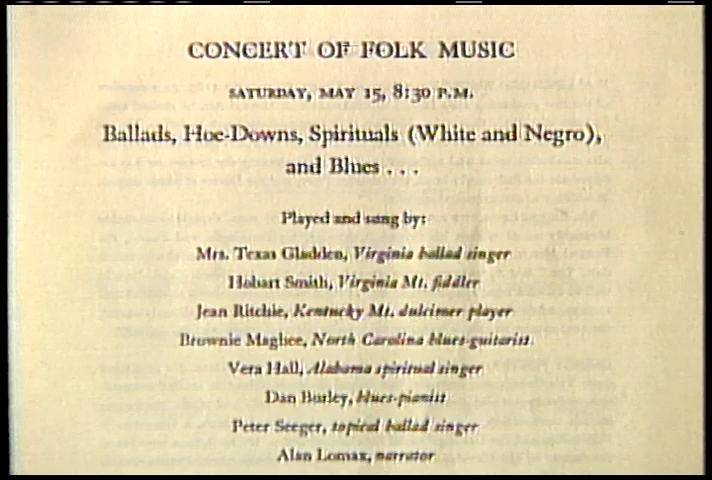 CONCERT OF FOLK MUSIC
SATURDAY, MAY 15, 8:30 P.M.
Ballads, Hoe-Downs, Spirituals (White and Negro),
and Blues . . .
Played and sung by:
Mrs. Texas Gladden, Virginia ballad singer
Hobart Smith, Virginia Mt. fiddler
Jean Ritchie, Kentucky Mt. dulcimer player
Brownie Maghee, North Carolina blues-guitarist.
Vera Hall, Alabama spiritual singer
Dan Burley, blues-pianist
Peter Seeger, topical ballad singer
Alan Lomax, narrator